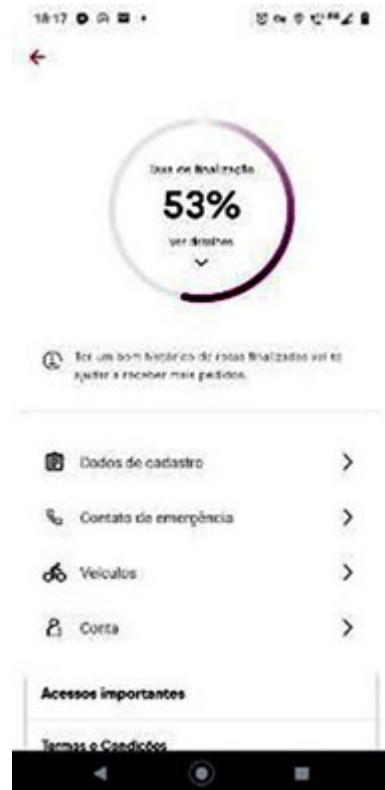 18:17
Taxa de finalização
53%
ver detalhes
Ter um bom histórico de rotas finalizadas vai te
ajudar a receber mais pedidos.
Dados de cadastro
Contato de emergência
Veículos
Conta
Acessos importantes
Termos e Condições